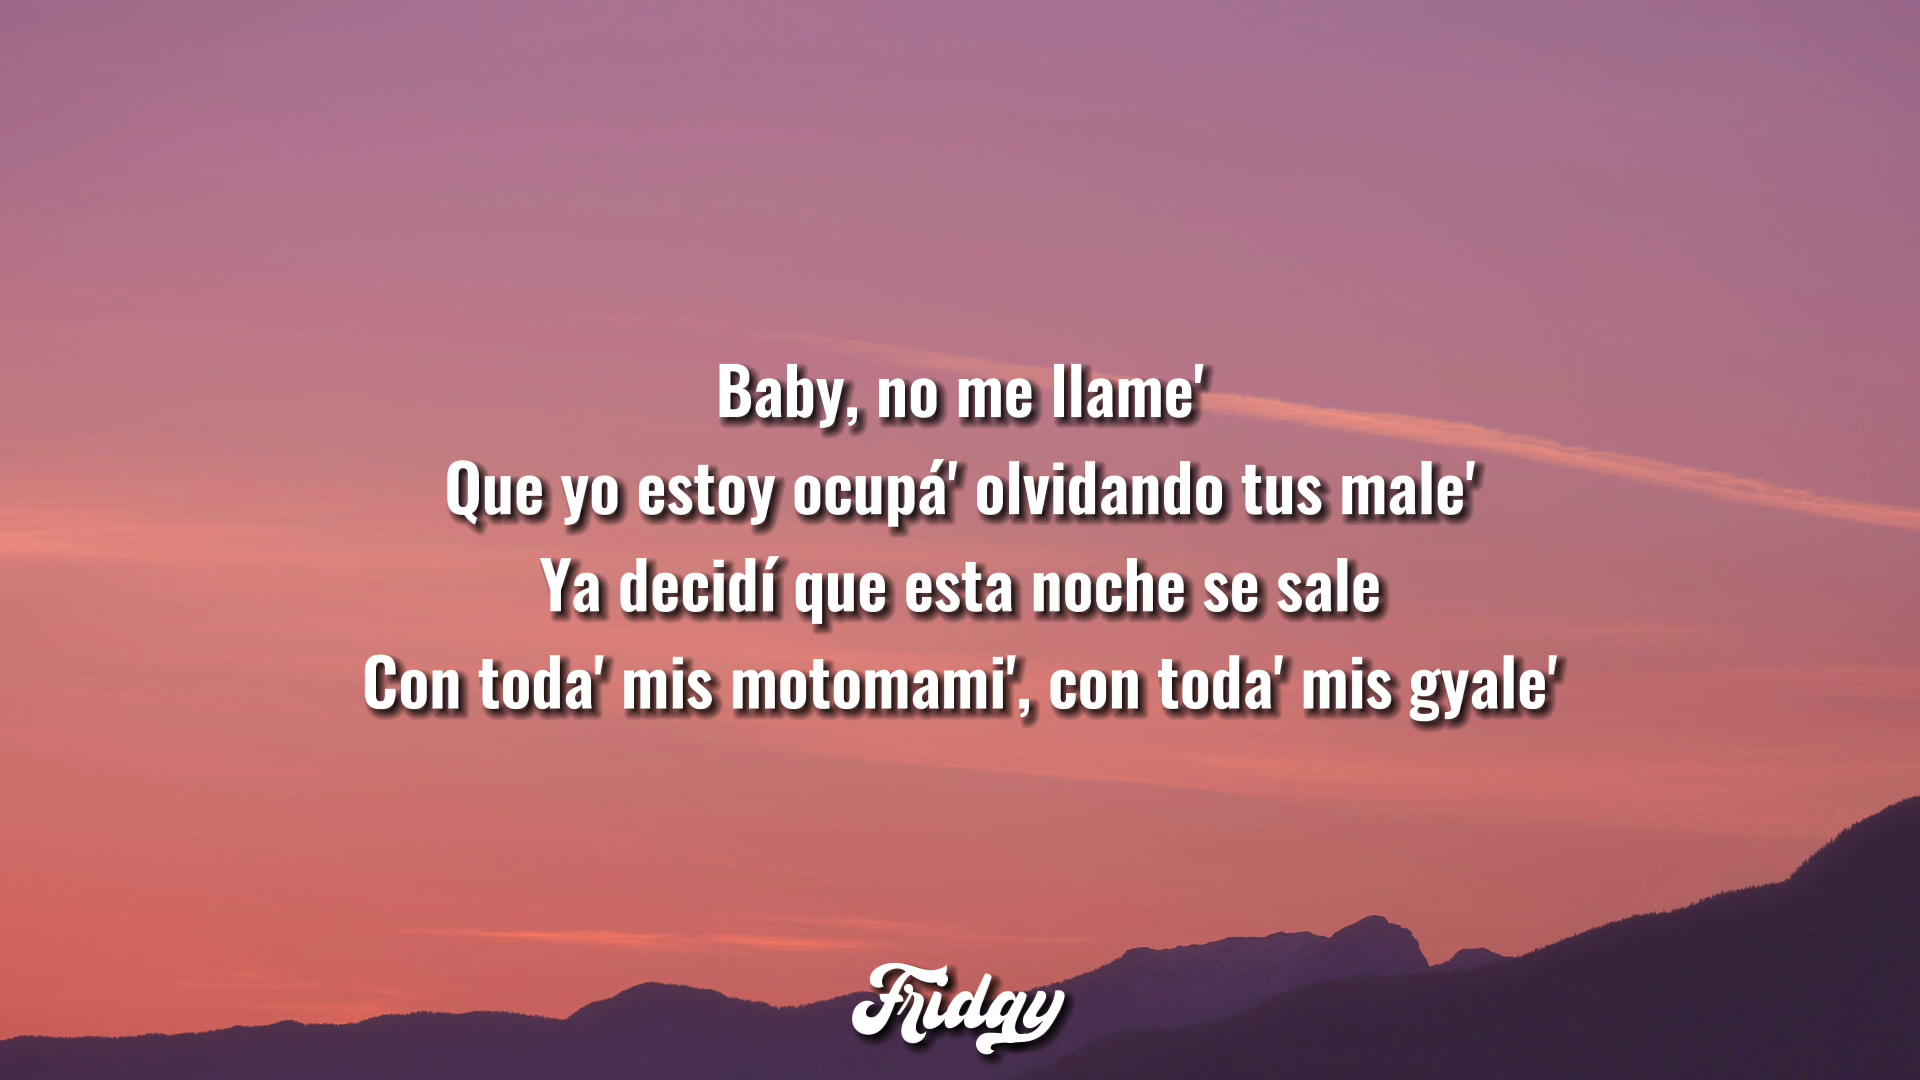 Baby, no me llame'
Que yo estoy ocupá' olvidando tus male'
Ya decidí que esta noche se sale
Con toda' mis motomami', con toda' mis gyale'
Friday